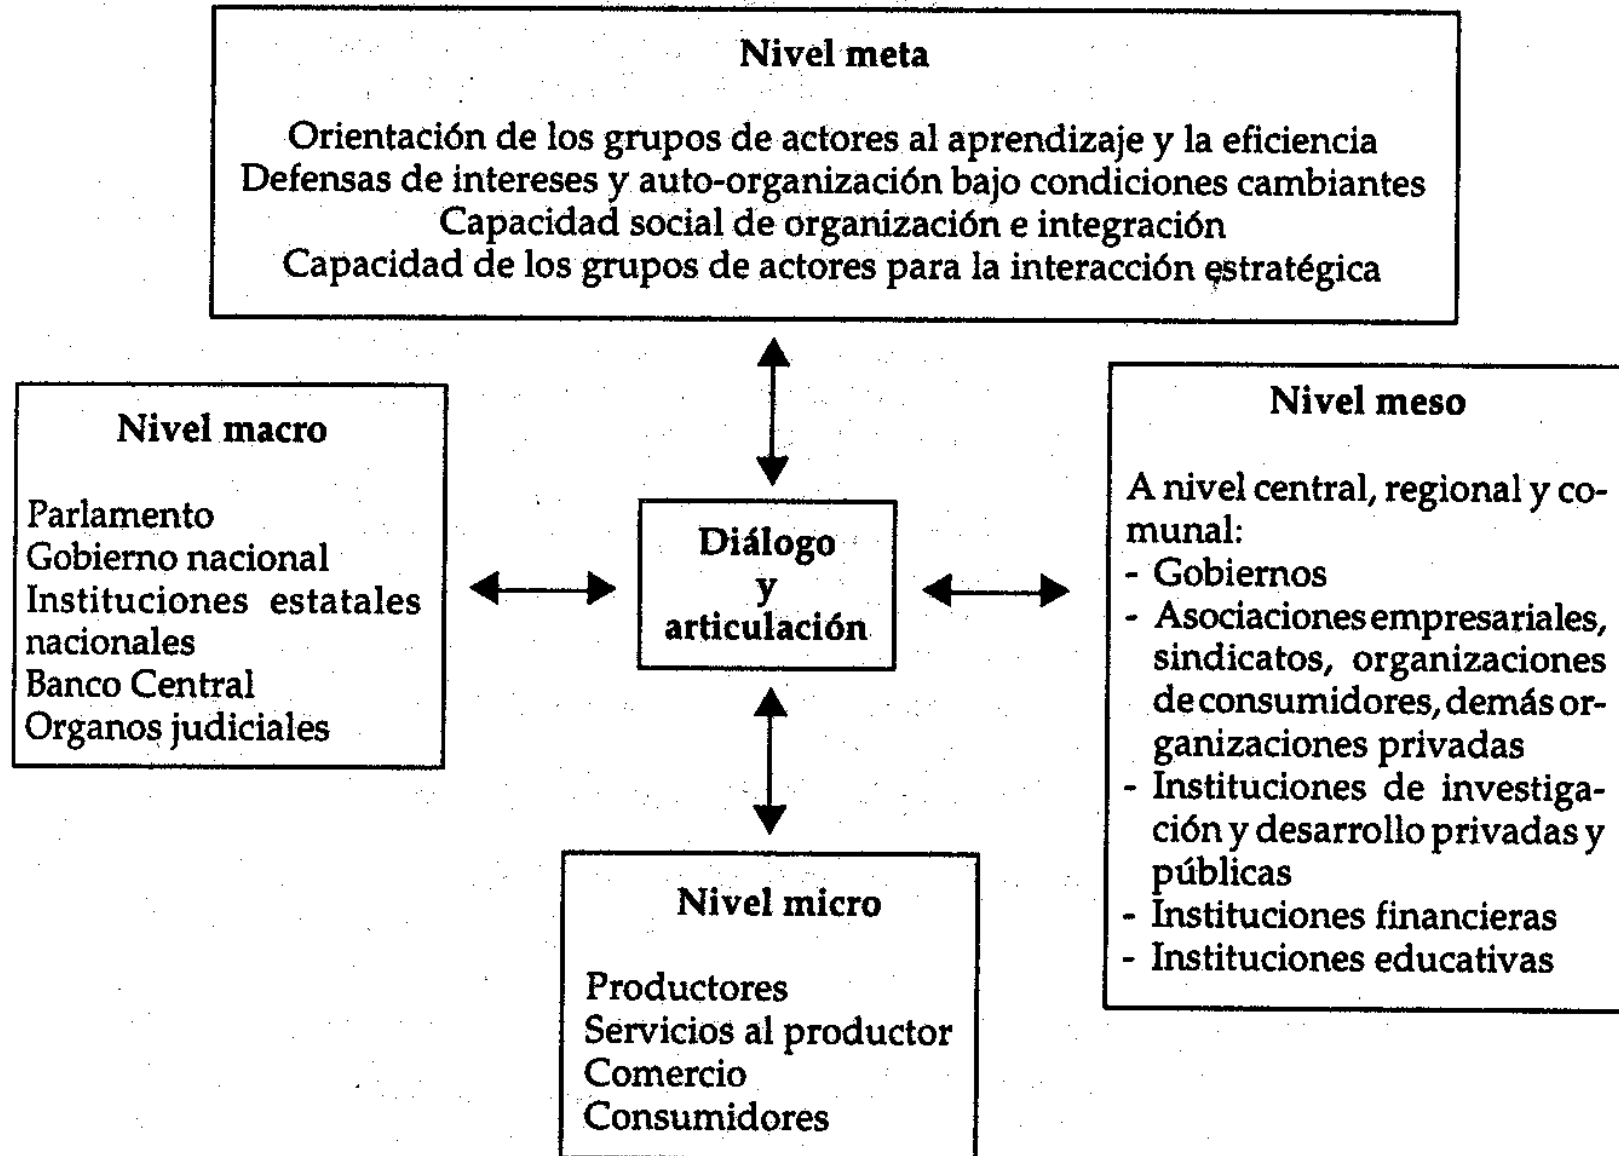 Nivel meta
Orientación de los grupos de actores al aprendizaje y la eficiencia
Defensas de intereses y auto-organización bajo condiciones cambiantes
Capacidad social de organización e integración
Capacidad de los grupos de actores para la interacción estratégica
Nivel macro
Parlamento
Gobierno nacional
Instituciones estatales
nacionales
Banco Central
Organos judiciales
Diálogo
y
articulación
Nivel meso
A nivel central, regional y co-
munal:
- Gobiernos
- Asociaciones empresariales,
sindicatos, organizaciones
de consumidores, demás or-
ganizaciones privadas
- Instituciones de investiga-
ción y desarrollo privadas y
públicas
- Instituciones financieras
- Instituciones educativas
Nivel micro
Productores
Servicios al productor
Comercio
Consumidores